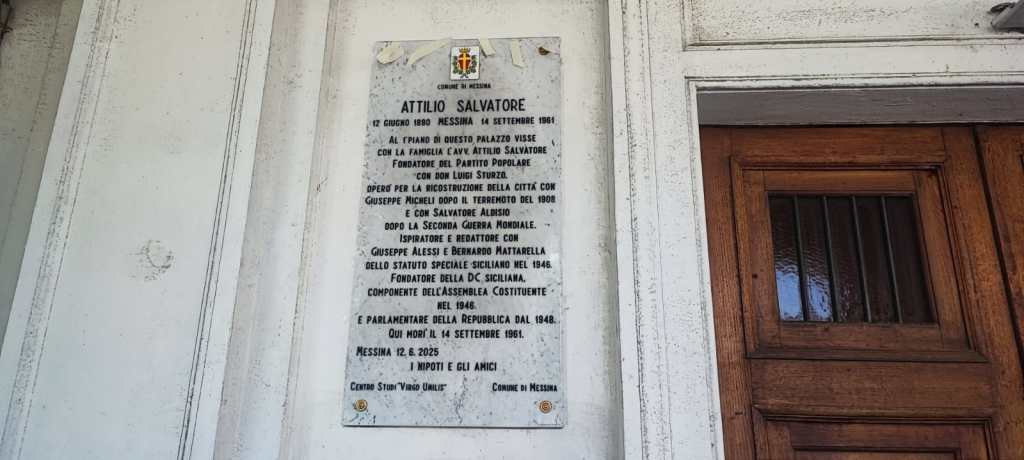 COMUNE DI MESSINA
ATTILIO SALVATORE
12 GIUGNO 1890 MESSINA 14 SETTEMBRE 1961
AL 1°PIANO DI QUESTO PALAZZO VISSE
CON LA FAMIGLIA L'AVV. ATTILIO SALVATORE
FONDATORE DEL PARTITO POPOLARE
CON DON LUIGI STURZO.
OPERÒ PER LA RICOSTRUZIONE DELLA CITTÀ CON
GIUSEPPE MICHELI DOPO IL TERREMOTO DEL 1908
E CON SALVATORE ALDISIO
DOPO LA SECONDA GUERRA MONDIALE.
ISPIRATORE E REDATTORE CON
GIUSEPPE ALESSI E BERNARDO MATTARELLA
DELLO STATUTO SPECIALE SICILIANO NEL 1946.
FONDATORE DELLA DC SICILIANA,
COMPONENTE DELL'ASSEMBLEA COSTITUENTE
NEL 1946.
E PARLAMENTARE DELLA REPUBBLICA DAL 1948.
QUI MORÌ IL 14 SETTEMBRE 1961.
MESSINA 12.6.2025
I NIPOTI E GLI AMICI
CENTRO STUDI "VIRGO UMILIS" COMUNE DI MESSINA